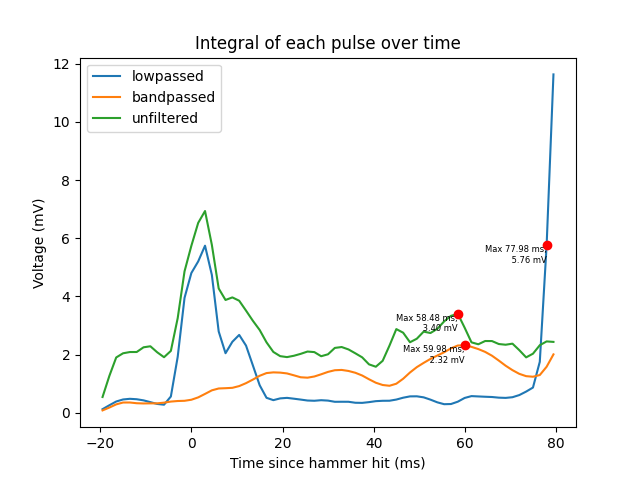 Integral of each pulse over time
lowpassed
bandpassed
unfiltered
12
10
8
6
4
2
0
Voltage (mV)
Max 77.98 ms,
5.76 mV
Max 58.48 ms,
3.40 mV
Max 59.98 ms,
2.32 mV
−20 0 20 40 60 80
Time since hammer hit (ms)